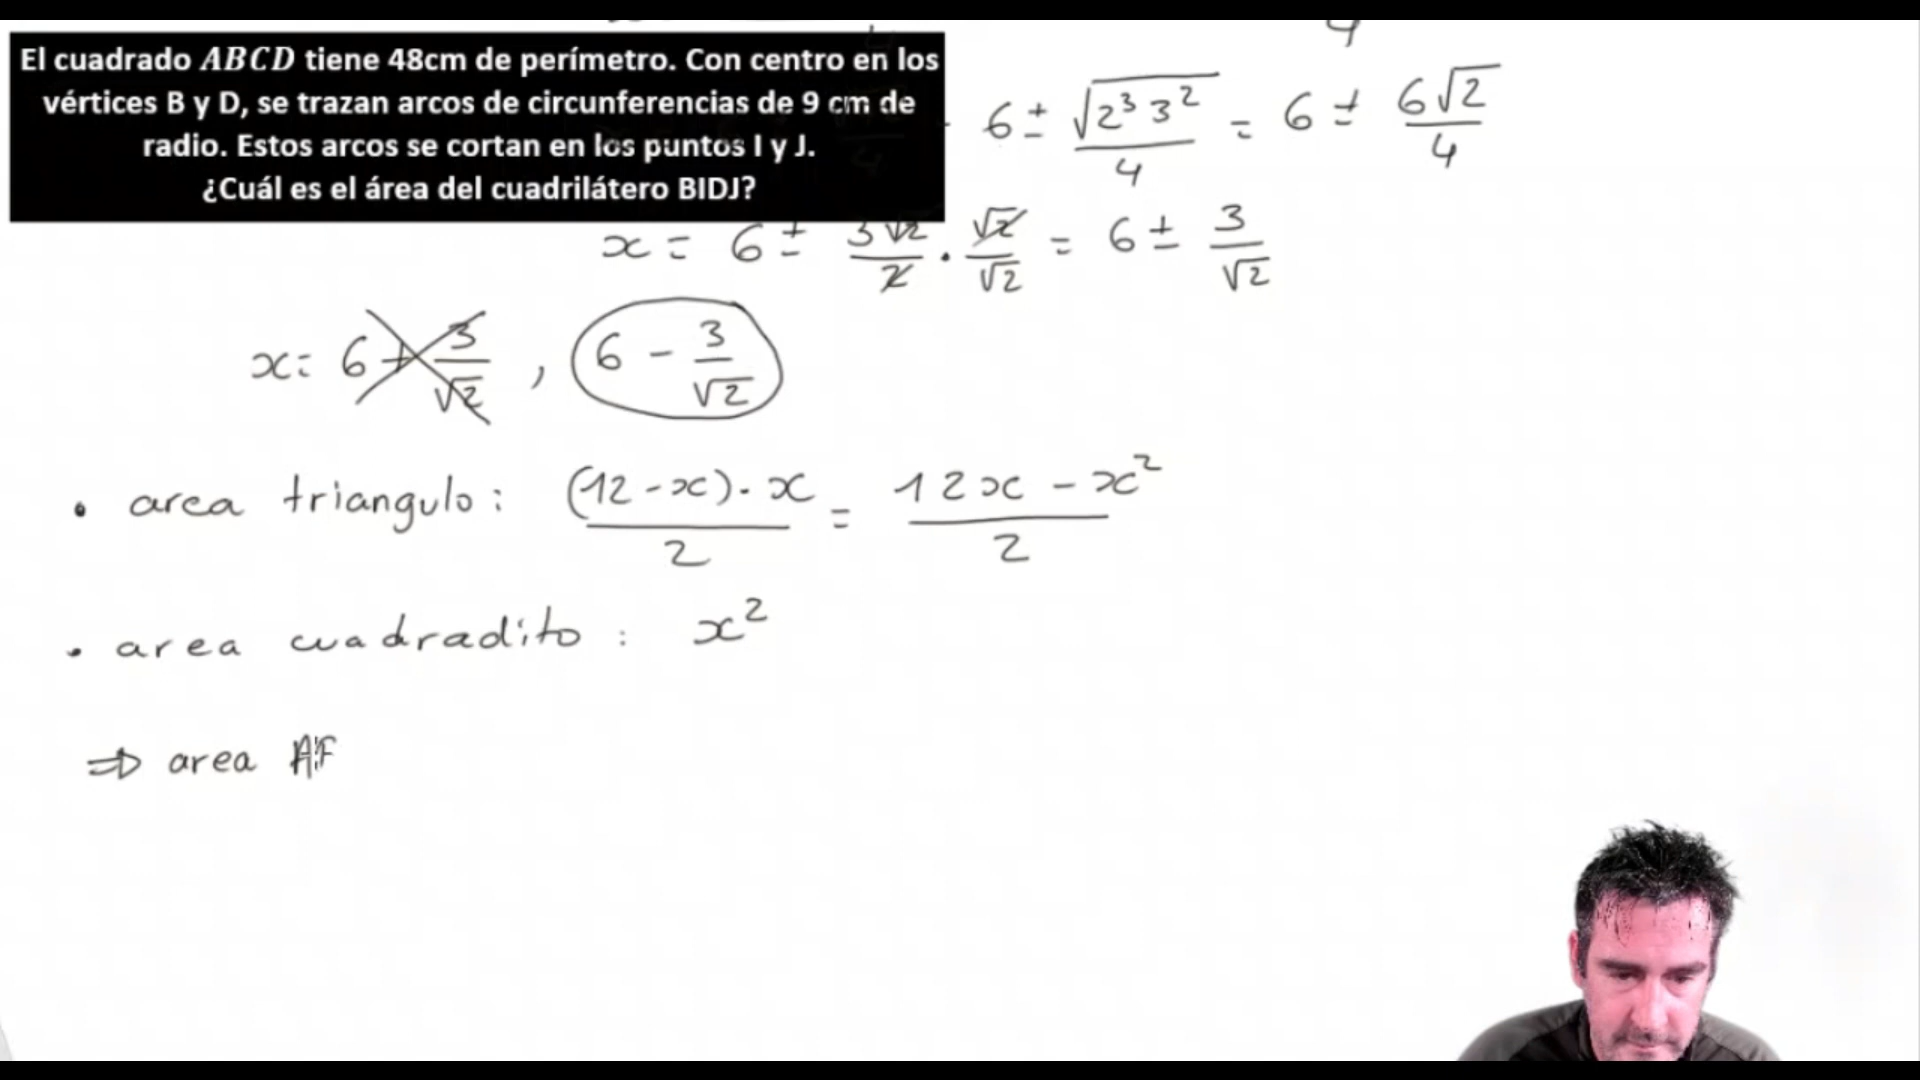 El cuadrado ABCD tiene 48cm de perímetro. Con centro en los
vértices B y D, se trazan arcos de circunferencias de 9 cm de
radio. Estos arcos se cortan en los puntos I y J.
¿Cuál es el área del cuadrilátero BIDJ?
6 ± √(2³ 3²)/4 = 6 ± 6√2/4
x = 6 ± 3√2/2 · √2/√2 = 6 ± 3/√2
x = 6 + 3/√2 , 6 - 3/√2
• area triangulo: (12-x)·x/2 = 12x - x²/2
• area cuadradito: x²
⇒ area